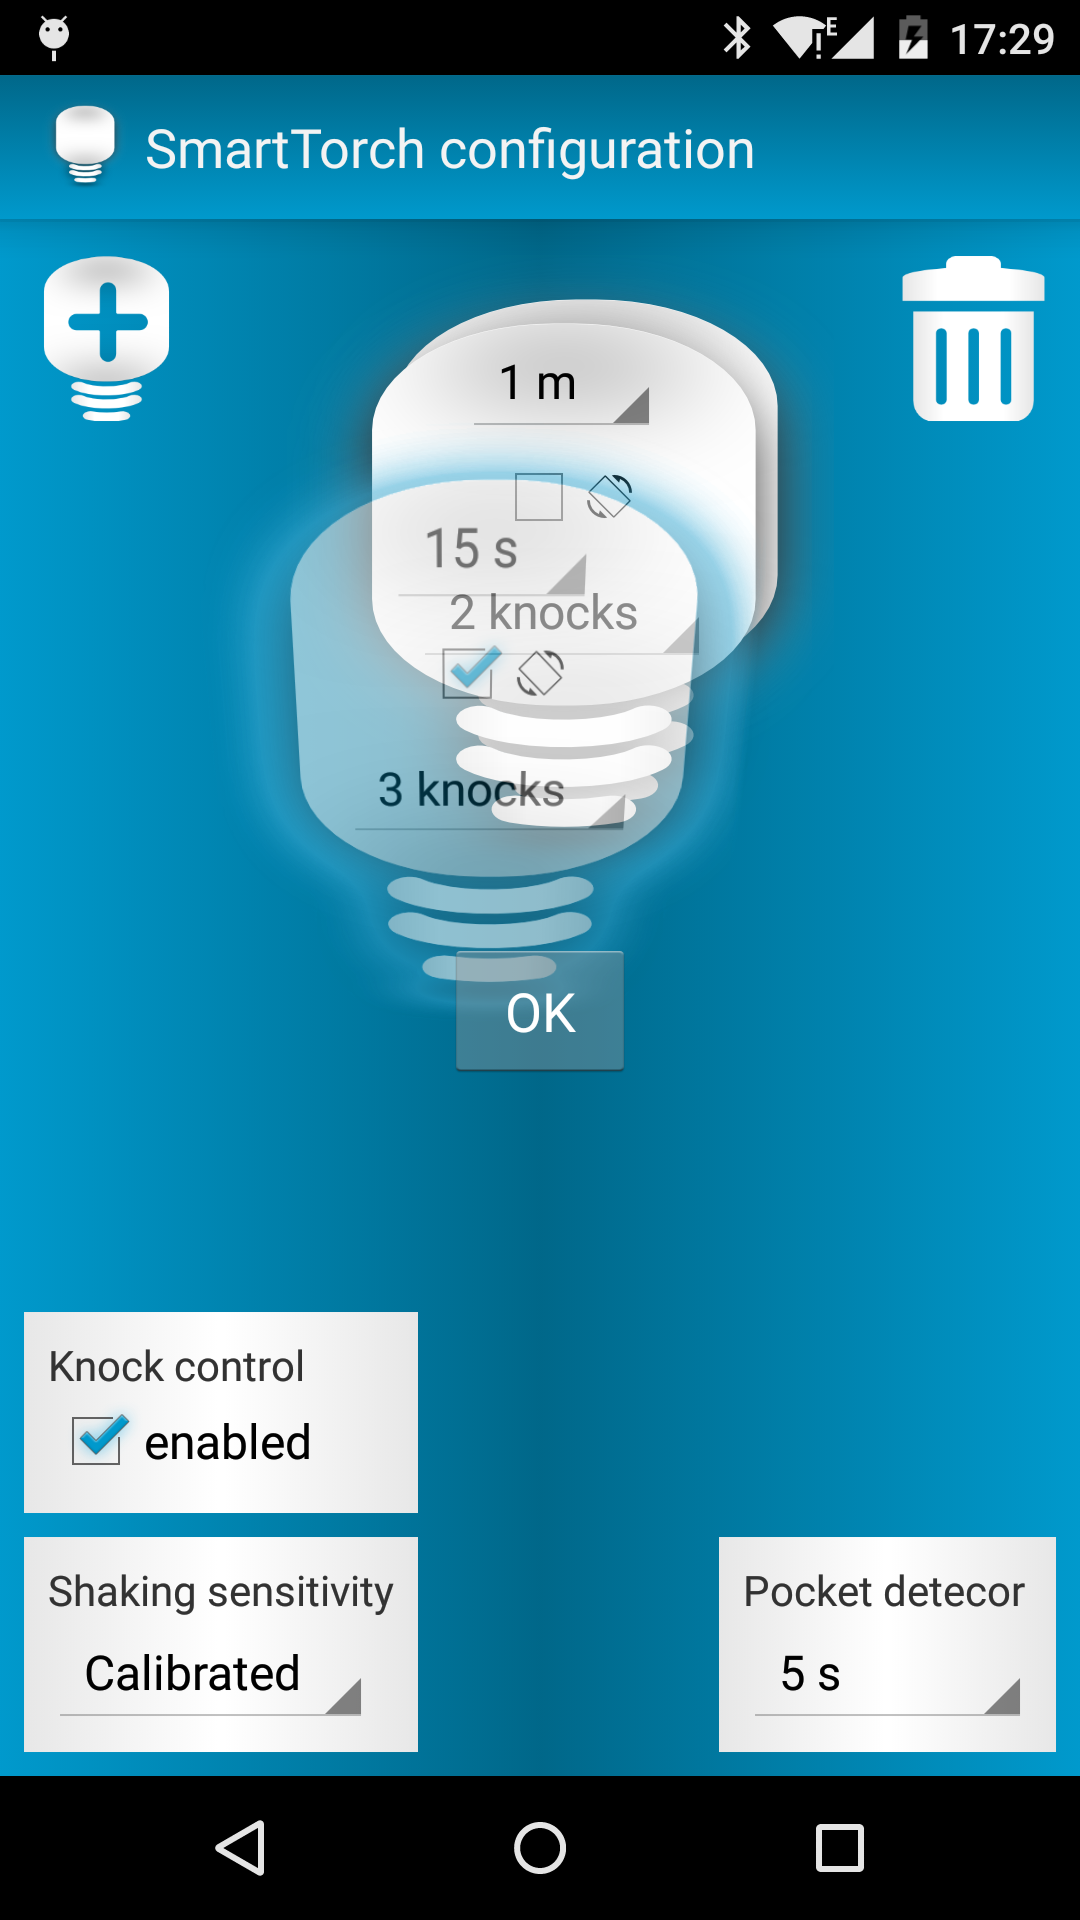 E 17:29
SmartTorch configuration
1 m
15 s
2 knocks
3 knocks
OK
Knock control
enabled
Shaking sensitivity
Calibrated
Pocket detecor
5 s